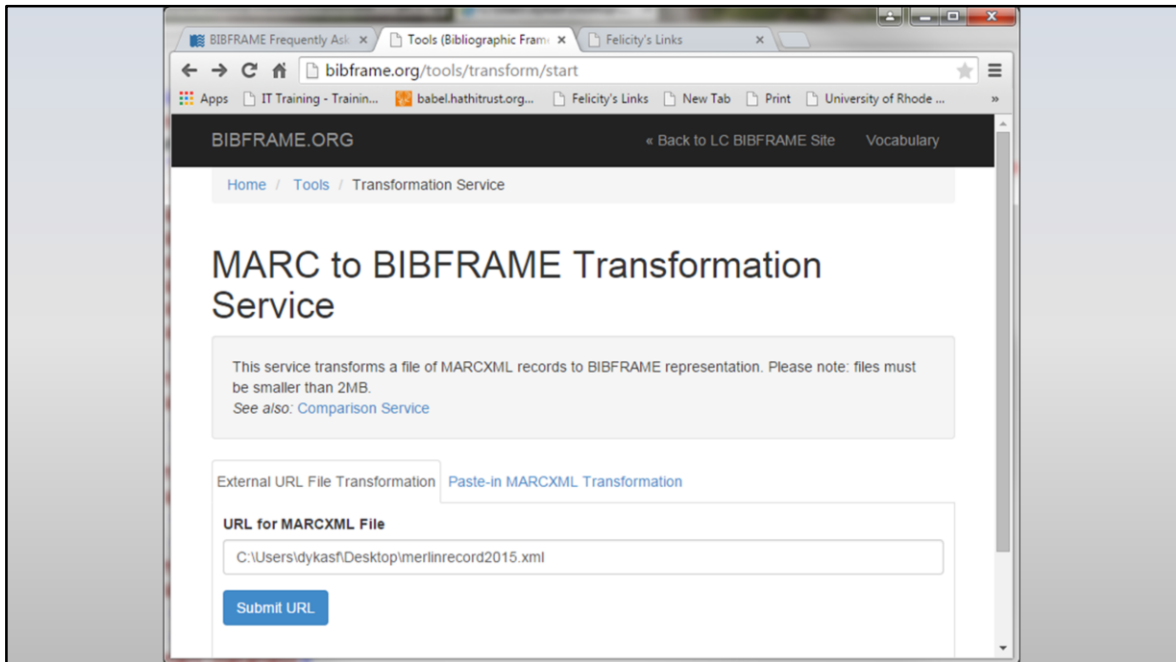 BIBFRAME Frequently Ask
Tools (Bibliographic Fram
Felicity's Links
bibframe.org/tools/transform/start
Apps IT Training - Trainin... babel.hathitrust.org... Felicity's Links New Tab Print University of Rhode ... »
BIBFRAME.ORG « Back to LC BIBFRAME Site Vocabulary
Home / Tools / Transformation Service
MARC to BIBFRAME Transformation
Service
This service transforms a file of MARCXML records to BIBFRAME representation. Please note: files must
be smaller than 2MB.
See also: Comparison Service
External URL File Transformation Paste-in MARCXML Transformation
URL for MARCXML File
C:\Users\dykasf\Desktop\merlinrecord2015.xml
Submit URL